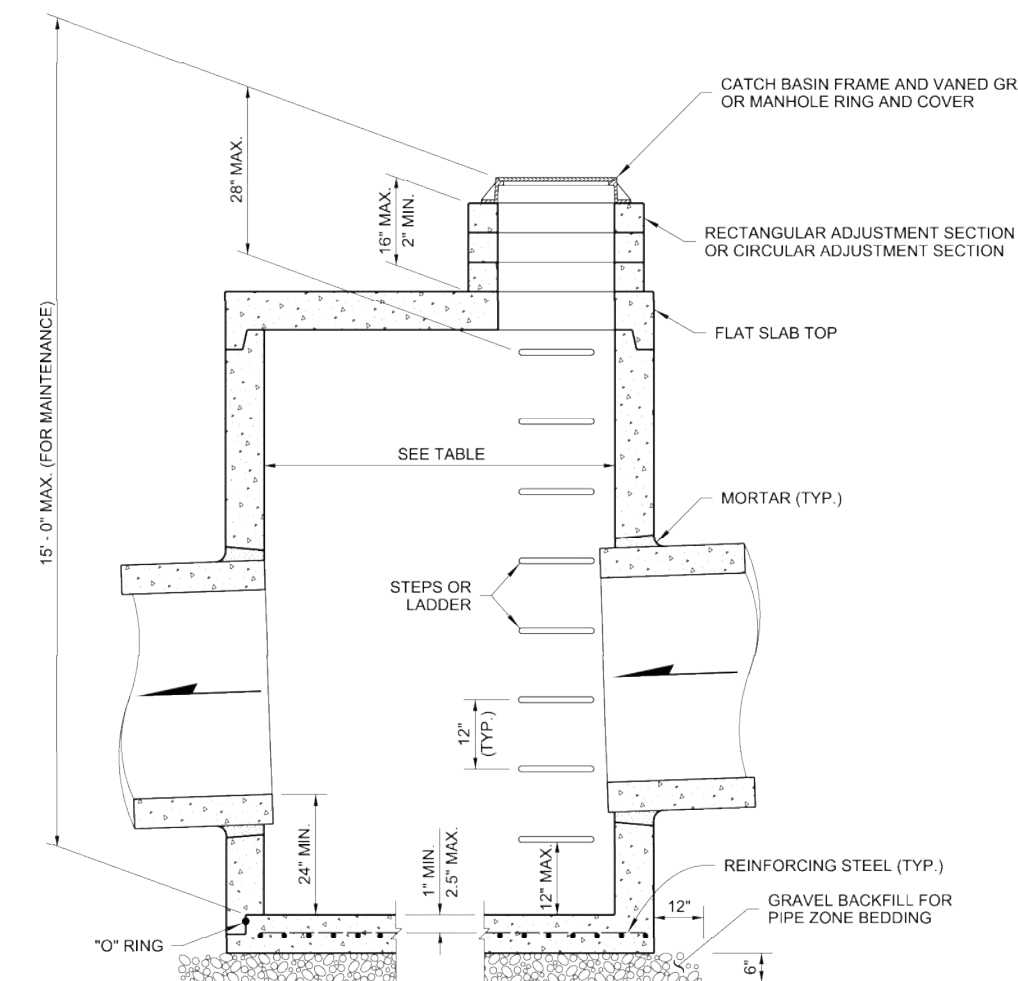 CATCH BASIN FRAME AND VANED GR
OR MANHOLE RING AND COVER
28" MAX.
16" MAX.
2" MIN.
RECTANGULAR ADJUSTMENT SECTION
OR CIRCULAR ADJUSTMENT SECTION
FLAT SLAB TOP
15' - 0" MAX. (FOR MAINTENANCE)
SEE TABLE
MORTAR (TYP.)
STEPS OR
LADDER
12"
(TYP.)
24" MIN.
1" MIN.
2.5" MAX.
12" MAX.
REINFORCING STEEL (TYP.)
GRAVEL BACKFILL FOR
PIPE ZONE BEDDING
12"
"O" RING
6"